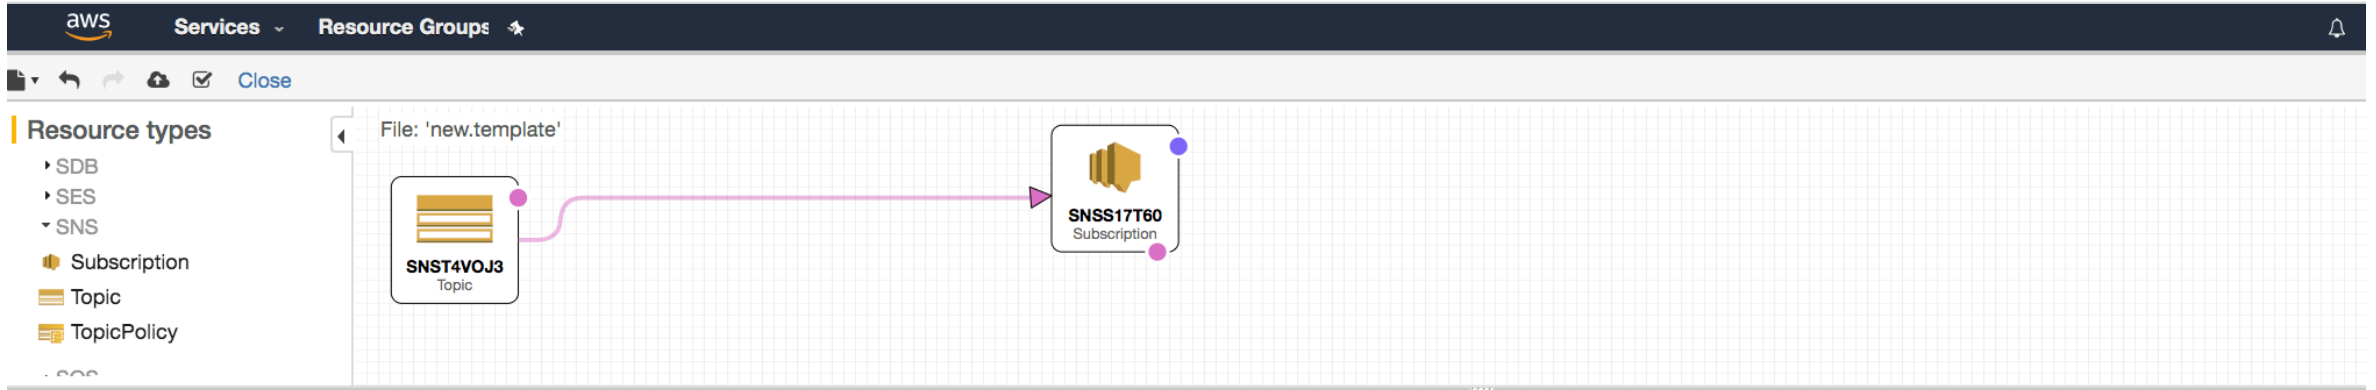 aws Services Resource Groups
Close
Resource types
SDB
SES
SNS
Subscription
Topic
TopicPolicy
SQS
File: 'new.template'
SNST4VOJ3
Topic
SNSS17T60
Subscription